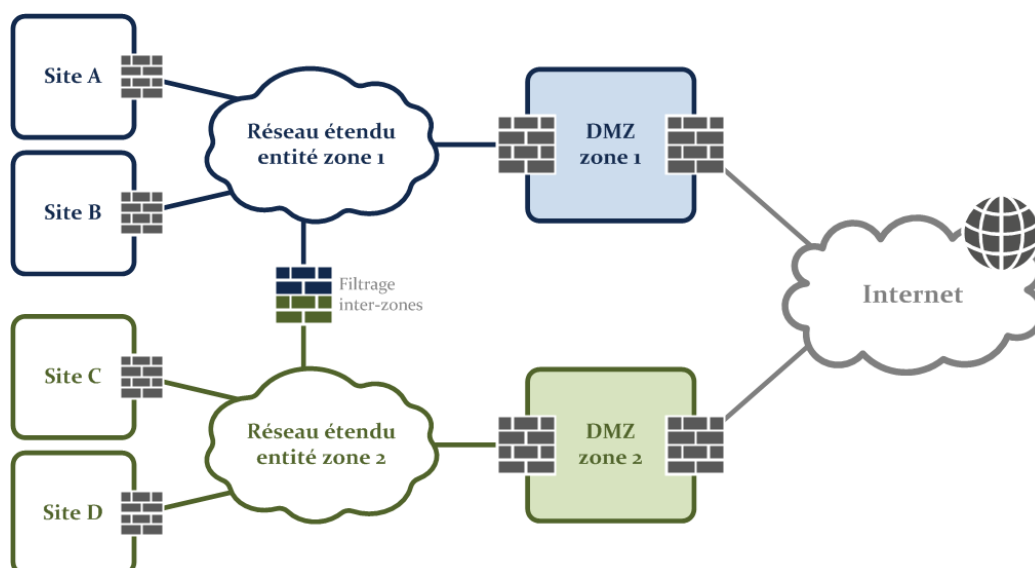 Site A
Réseau étendu
entité zone 1
DMZ
zone 1
Site B
Filtrage
inter-zones
Internet
Site C
Réseau étendu
entité zone 2
DMZ
zone 2
Site D